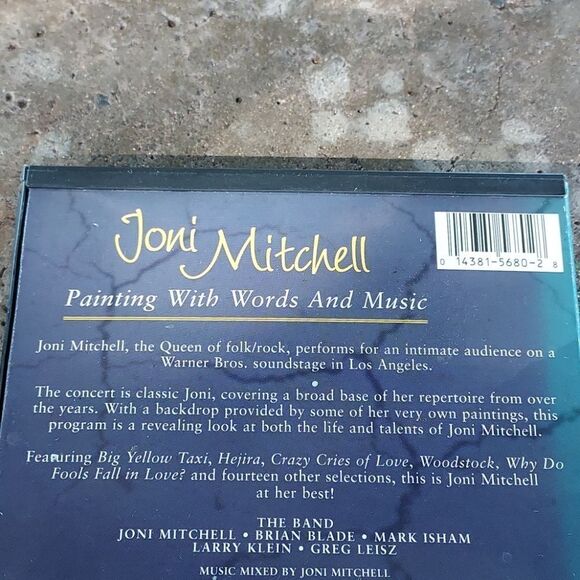 Joni Mitchell
0 14381-5680-2 8
Painting With Words And Music
Joni Mitchell, the Queen of folk/rock, performs for an intimate audience on a
Warner Bros. soundstage in Los Angeles.
•
The concert is classic Joni, covering a broad base of her repertoire from over
the years. With a backdrop provided by some of her very own paintings, this
program is a revealing look at both the life and talents of Joni Mitchell.
Featuring Big Yellow Taxi, Hejira, Crazy Cries of Love, Woodstock, Why Do
Fools Fall in Love? and fourteen other selections, this is Joni Mitchell
at her best!
THE BAND
JONI MITCHELL • BRIAN BLADE • MARK ISHAM •
LARRY KLEIN • GREG LEISZ
MUSIC MIXED BY JONI MITCHELL